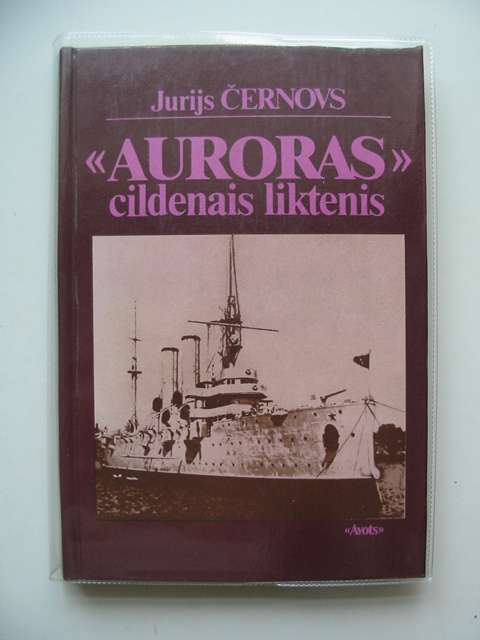 Jurijs ČERNOVS
«AURORAS»
cildenais liktenis
«Avots»